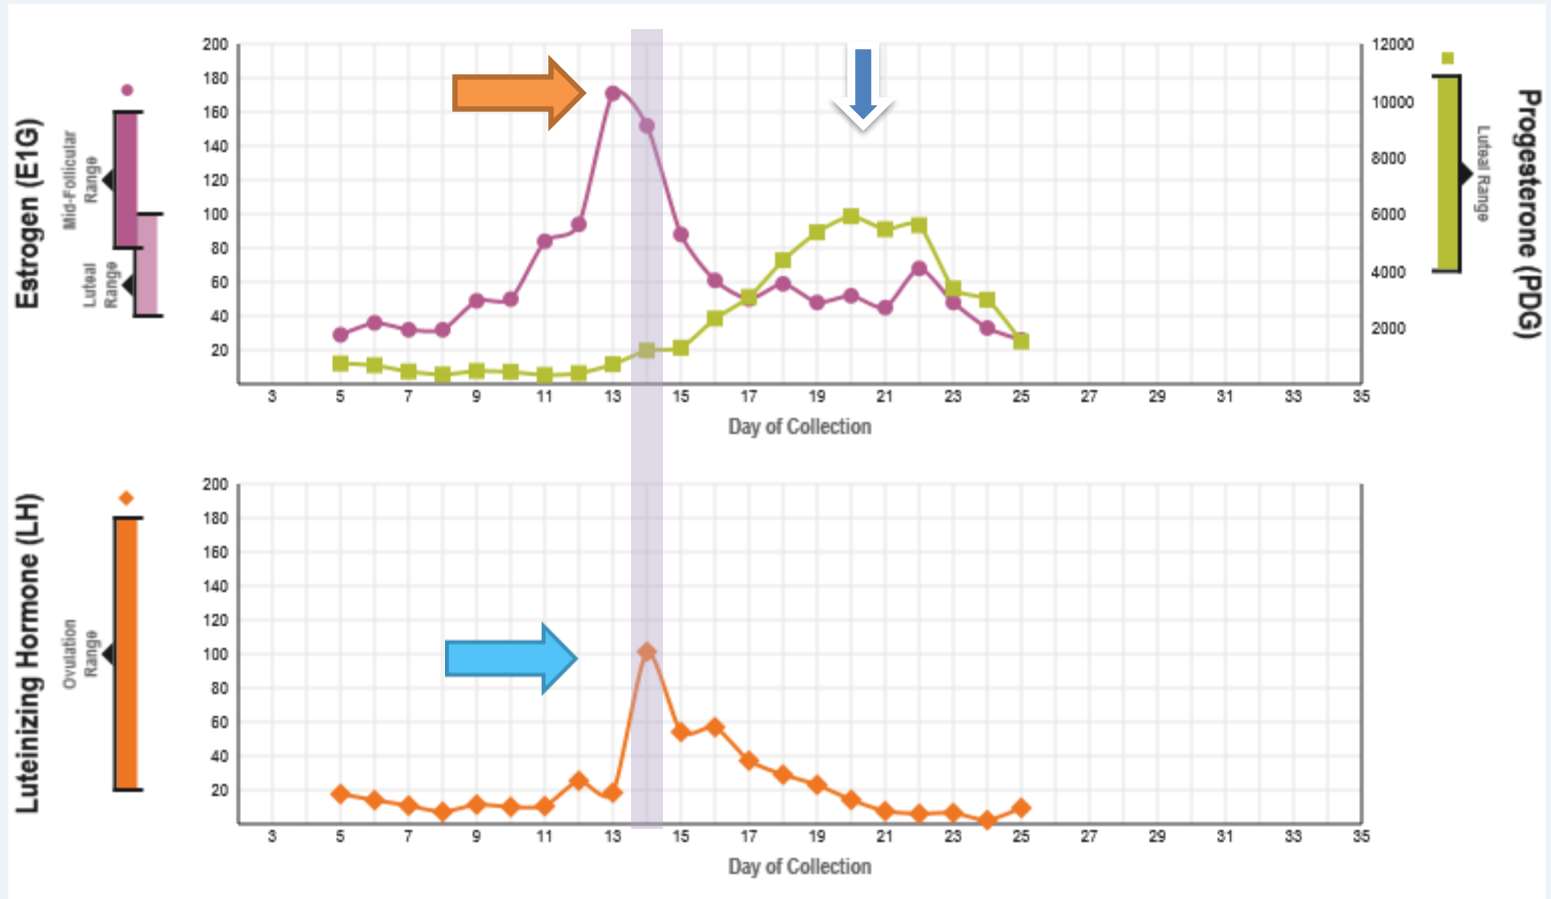 Estrogen (E1G)
Mid-Follicular
Range
Luteal
Range
200
180
160
140
120
100
80
60
40
20
12000
10000
8000
6000
4000
2000
Luteal Range
Progesterone (PDG)
3 5 7 9 11 13 15 17 19 21 23 25 27 29 31 33 35
Day of Collection
Luteinizing Hormone (LH)
Ovulation
Range
200
180
160
140
120
100
80
60
40
20
3 5 7 9 11 13 15 17 19 21 23 25 27 29 31 33 35
Day of Collection